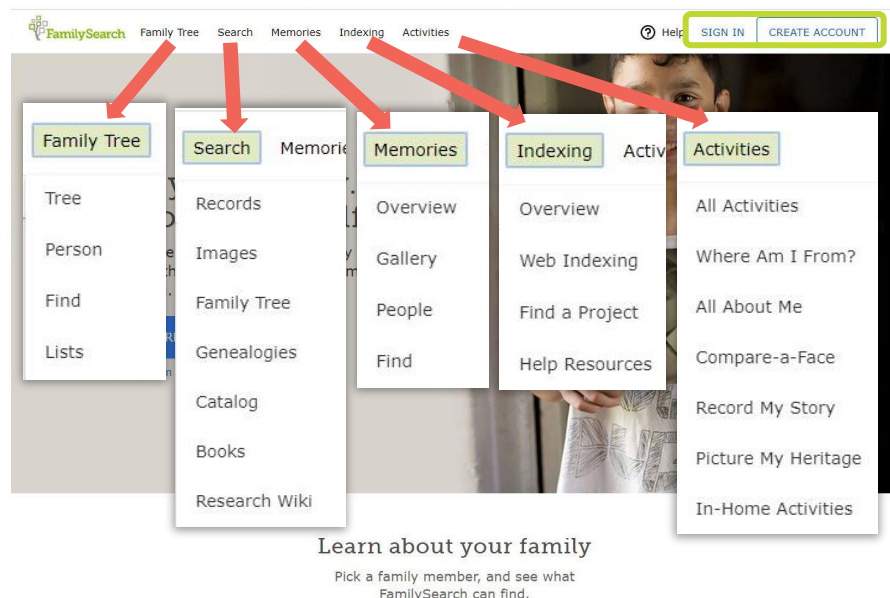 FamilySearch Family Tree Search Memories Indexing Activities Help SIGN IN CREATE ACCOUNT
Family Tree
Tree
Person
Find
Lists
Search Memorie
Records
Images
Family Tree
Genealogies
Catalog
Books
Research Wiki
Memories
Overview
Gallery
People
Find
Indexing Activ
Overview
Web Indexing
Find a Project
Help Resources
Activities
All Activities
Where Am I From?
All About Me
Compare-a-Face
Record My Story
Picture My Heritage
In-Home Activities
Learn about your family
Pick a family member, and see what
FamilySearch can find.